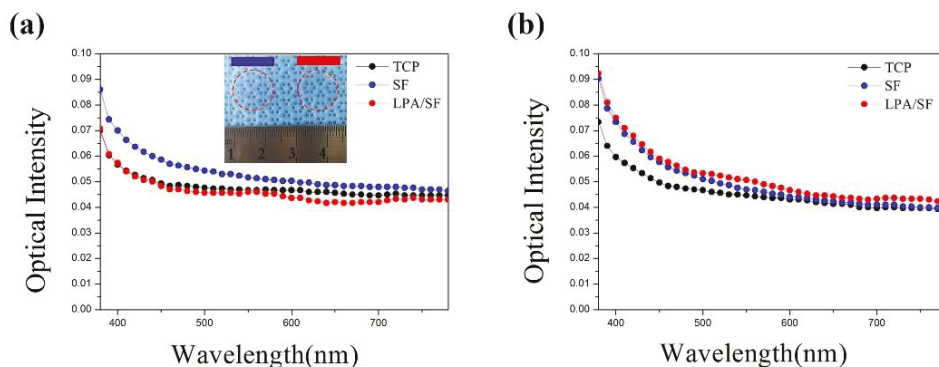 (a)
0.10
0.09
0.08
0.07
0.06
0.05
0.04
0.03
0.02
0.01
0.00
400
500
600
700
Optical Intensity
Wavelength(nm)
TCP
SF
LPA/SF
1 2 3 4
(b)
0.10
0.09
0.08
0.07
0.06
0.05
0.04
0.03
0.02
0.01
0.00
400
500
600
700
Optical Intensity
Wavelength(nm)
TCP
SF
LPA/SF